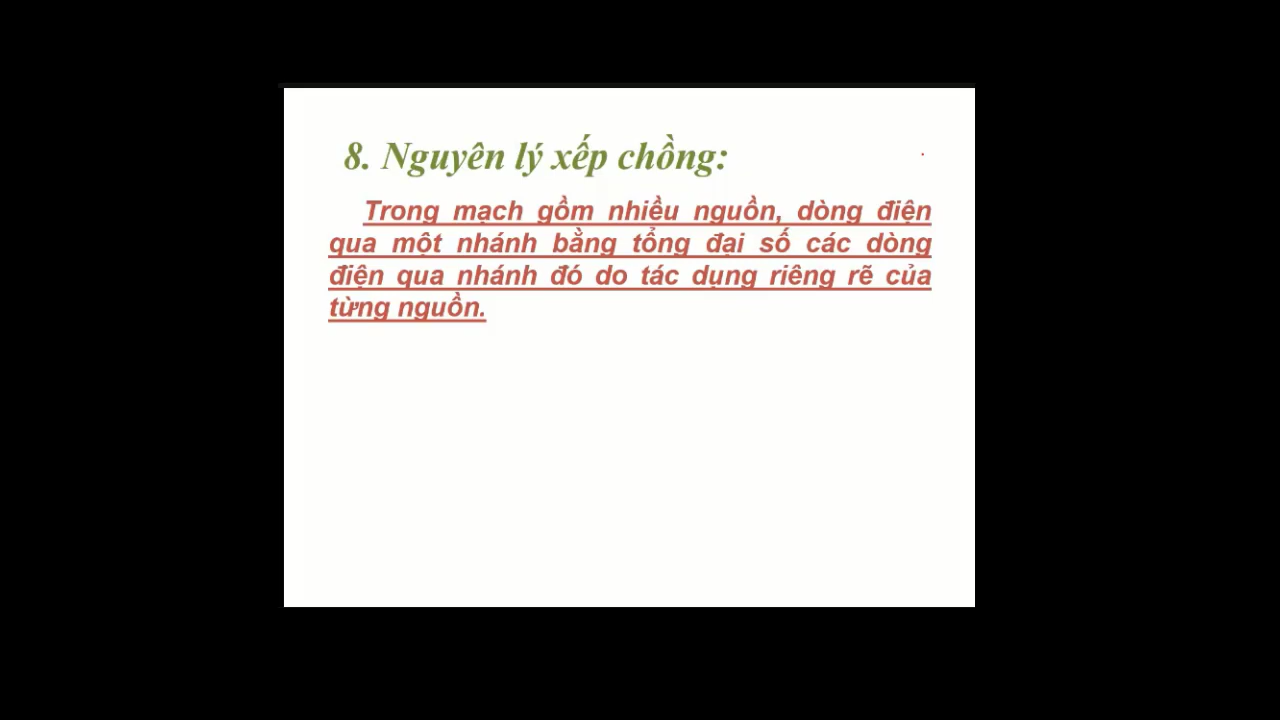 8. Nguyên lý xếp chồng:
Trong mạch gồm nhiều nguồn, dòng điện
qua một nhánh bằng tổng đại số các dòng
điện qua nhánh đó do tác dụng riêng rẽ của
từng nguồn.